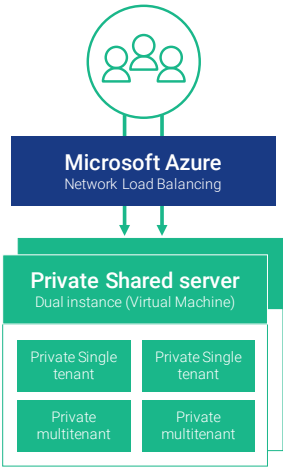 Microsoft Azure
Network Load Balancing
Private Shared server
Dual instance (Virtual Machine)
Private Single
tenant
Private Single
tenant
Private
multitenant
Private
multitenant